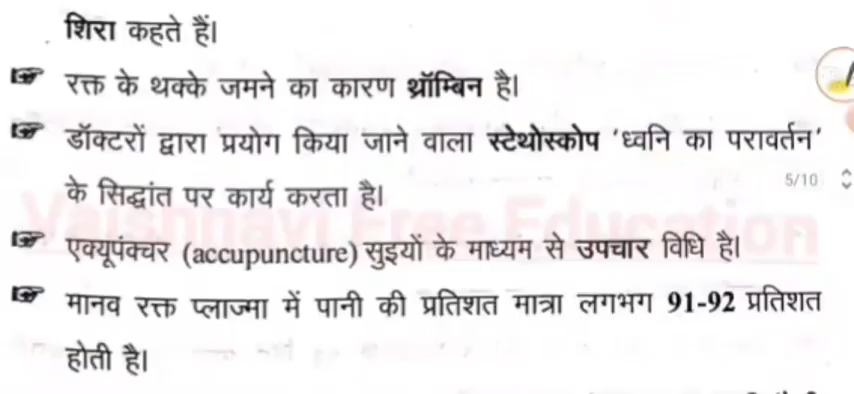 शिरा कहते हैं।
☞ रक्त के थक्के जमने का कारण थ्रॉम्बिन है।
☞ डॉक्टरों द्वारा प्रयोग किया जाने वाला स्टेथोस्कोप 'ध्वनि का परावर्तन'
5/10
के सिद्धांत पर कार्य करता है।
Vaishnavi Free Education
☞ एक्यूपंक्चर (accupuncture) सुइयों के माध्यम से उपचार विधि है।
☞ मानव रक्त प्लाज्मा में पानी की प्रतिशत मात्रा लगभग 91-92 प्रतिशत
होती है।